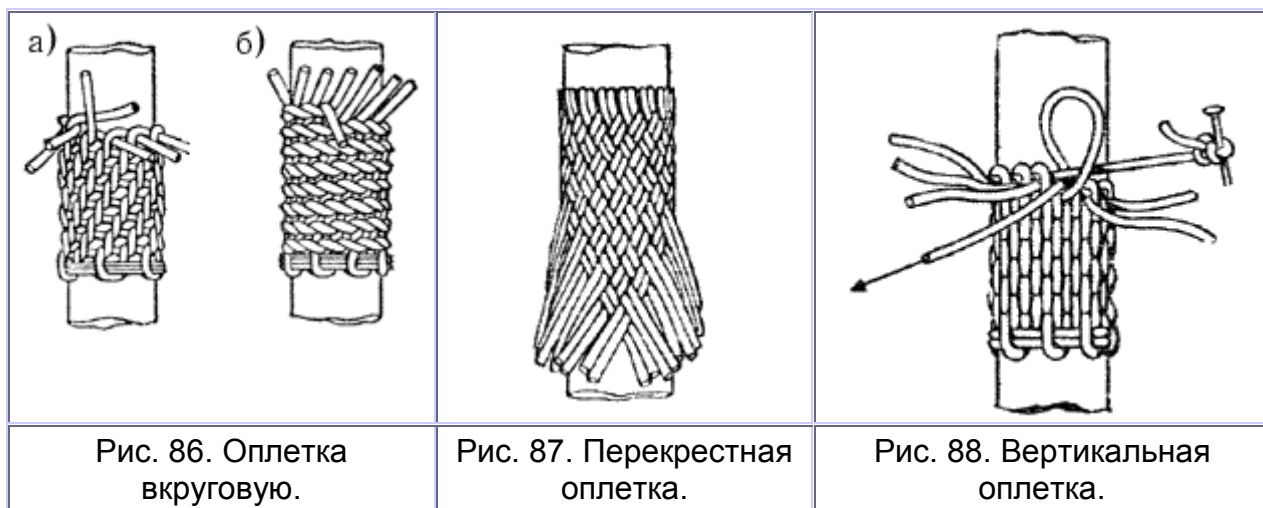 а) б)
Рис. 86. Оплетка
вкруговую.
Рис. 87. Перекрестная
оплетка.
Рис. 88. Вертикальная
оплетка.